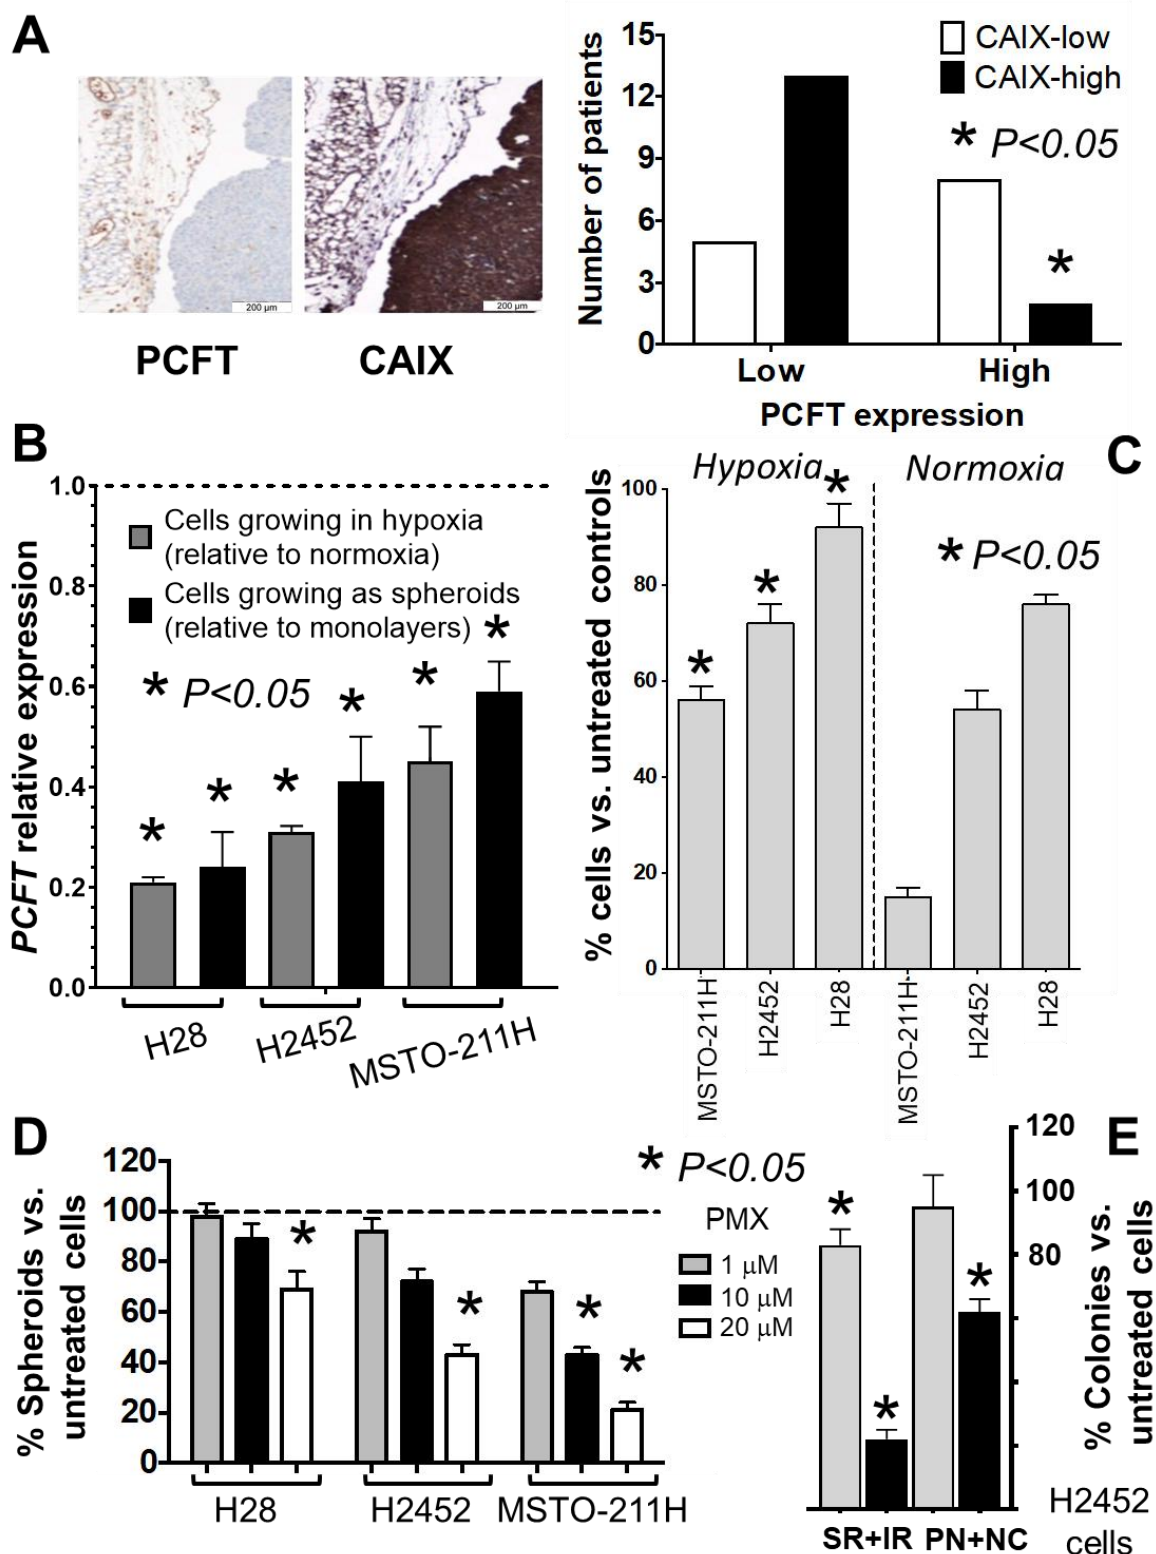 A
200 µm
200 µm
PCFT
CAIX
Number of patients
15
12
9
6
3
0
CAIX-low
CAIX-high
* P<0.05
*
Low
High
PCFT expression
B
PCFT relative expression
1.0
0.8
0.6
0.4
0.2
0.0
Cells growing in hypoxia
(relative to normoxia)
Cells growing as spheroids
(relative to monolayers)
* P<0.05
*
*
*
*
*
*
H28
H2452
MSTO-211H
C
Hypoxia
Normoxia
% cells vs. untreated controls
100
80
60
40
20
0
*
*
*
* P<0.05
MSTO-211H
H2452
H28
MSTO-211H
H2452
H28
D
% Spheroids vs.
untreated cells
120
100
80
60
40
20
0
*
*
*
*
* P<0.05
PMX
1 µM
10 µM
20 µM
H28
H2452
MSTO-211H
E
120
100
80
% Colonies vs.
untreated cells
*
*
*
SR+IR
PN+NC
H2452
cells